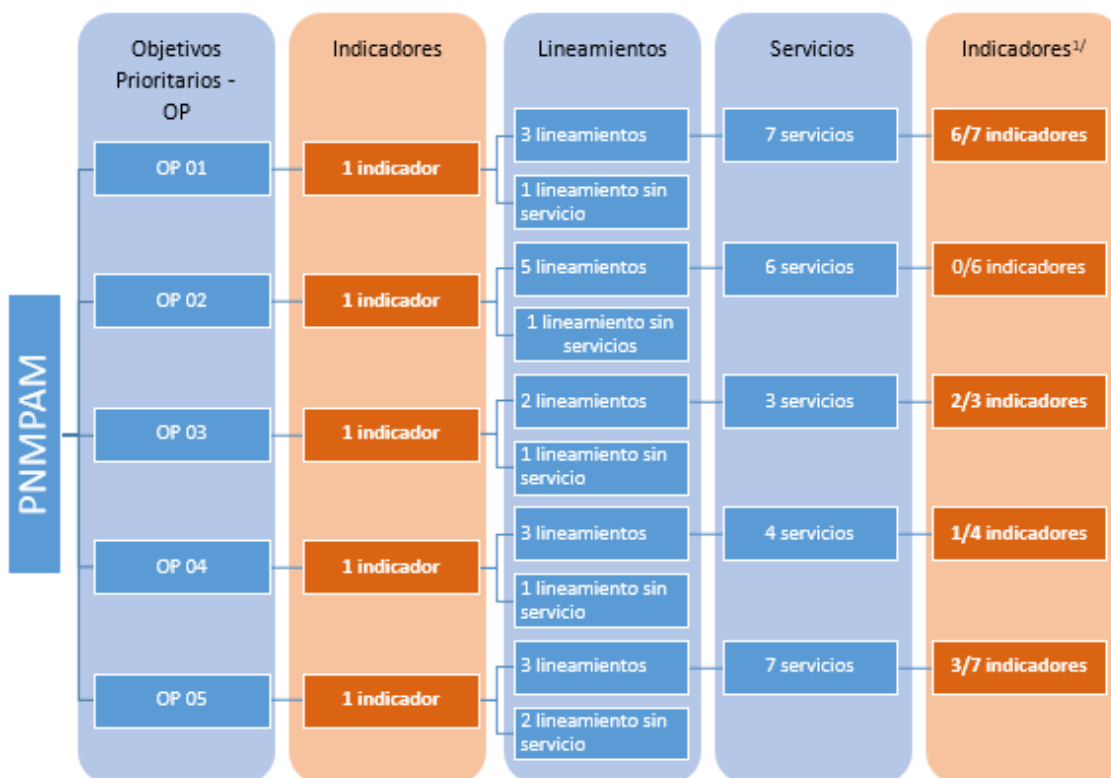 Objetivos
Prioritarios -
OP
Indicadores
Lineamientos
Servicios
Indicadores1/
PNMPAM
OP 01
1 indicador
3 lineamientos
7 servicios
6/7 indicadores
1 lineamiento sin
servicio
OP 02
1 indicador
5 lineamientos
6 servicios
0/6 indicadores
1 lineamiento sin
servicios
OP 03
1 indicador
2 lineamientos
3 servicios
2/3 indicadores
1 lineamiento sin
servicio
OP 04
1 indicador
3 lineamientos
4 servicios
1/4 indicadores
1 lineamiento sin
servicio
OP 05
1 indicador
3 lineamientos
7 servicios
3/7 indicadores
2 lineamiento sin
servicio